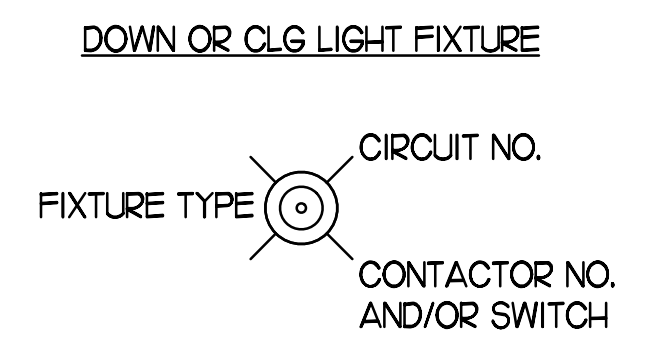 DOWN OR CLG LIGHT FIXTURE
CIRCUIT NO.
FIXTURE TYPE
CONTACTOR NO.
AND/OR SWITCH